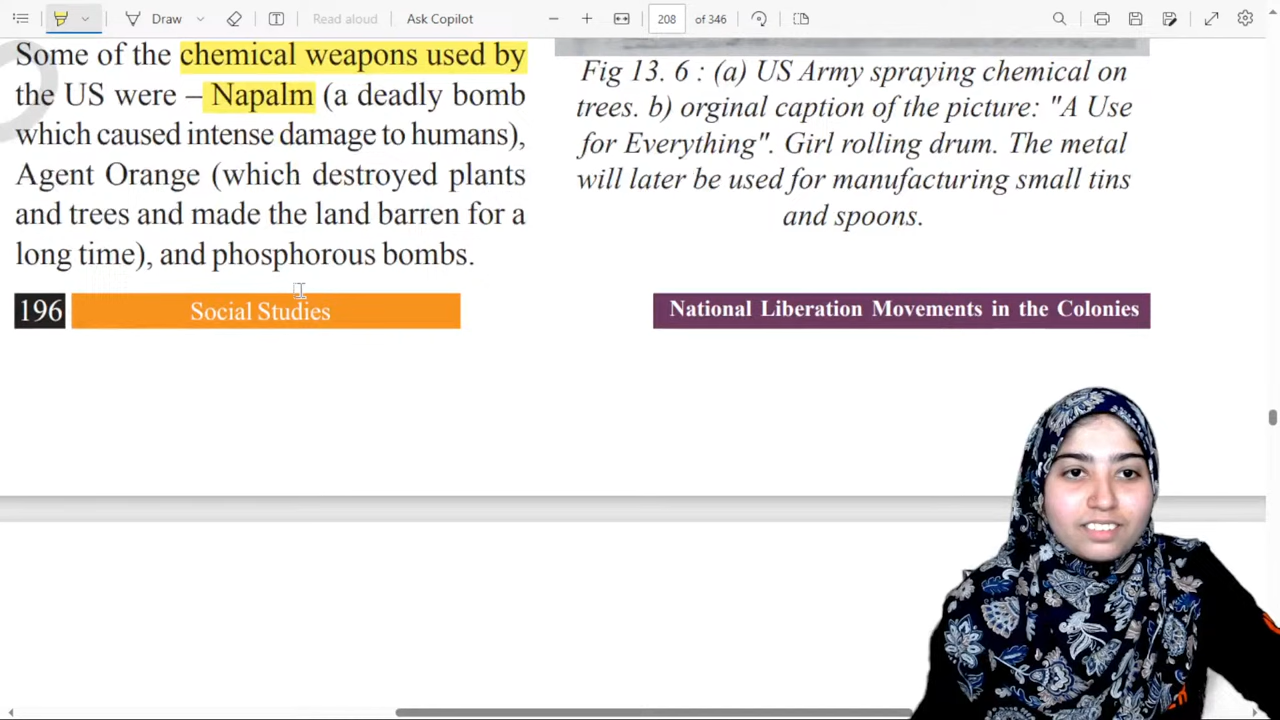 Draw
Read aloud
Ask Copilot
208 of 346
Some of the chemical weapons used by
the US were – Napalm (a deadly bomb
which caused intense damage to humans),
Agent Orange (which destroyed plants
and trees and made the land barren for a
long time), and phosphorous bombs.
196 Social Studies
Fig 13. 6 : (a) US Army spraying chemical on
trees. b) orginal caption of the picture: "A Use
for Everything". Girl rolling drum. The metal
will later be used for manufacturing small tins
and spoons.
National Liberation Movements in the Colonies